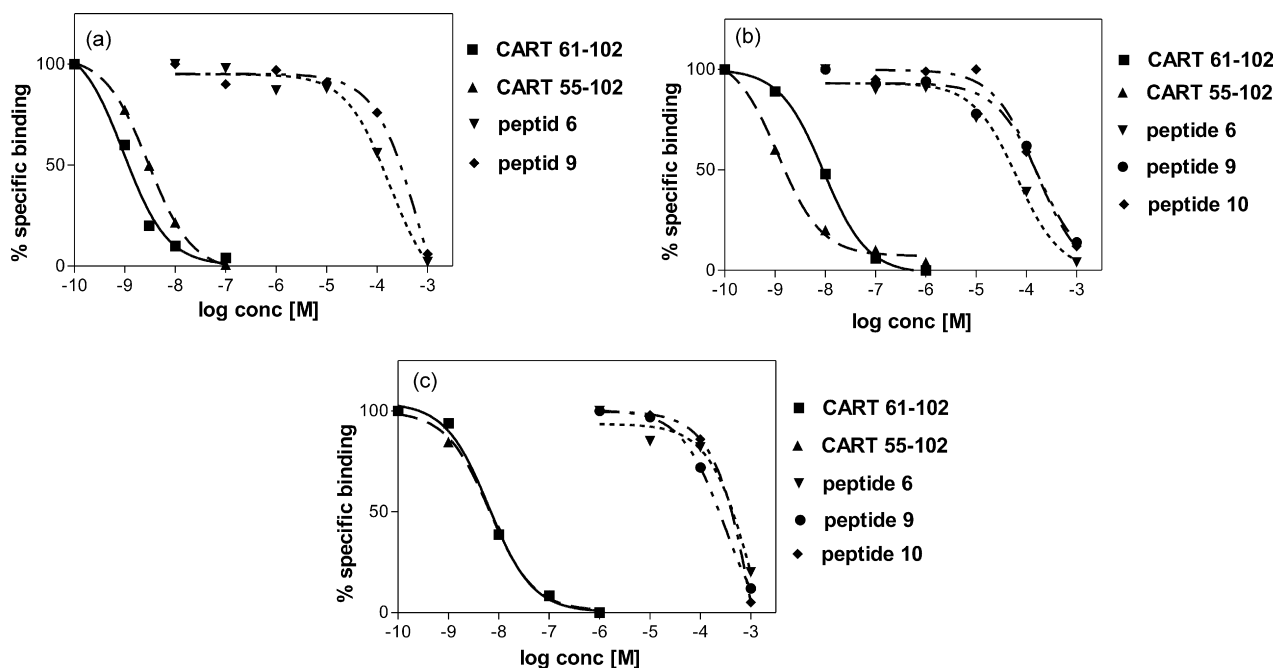 (a)
% specific binding
100
50
0
-10 -9 -8 -7 -6 -5 -4 -3
log conc [M]
CART 61-102
CART 55-102
peptid 6
peptid 9
(b)
% specific binding
100
50
0
-10 -9 -8 -7 -6 -5 -4 -3
log conc [M]
CART 61-102
CART 55-102
peptide 6
peptide 9
peptide 10
(c)
% specific binding
100
50
0
-10 -9 -8 -7 -6 -5 -4 -3
log conc [M]
CART 61-102
CART 55-102
peptide 6
peptide 9
peptide 10